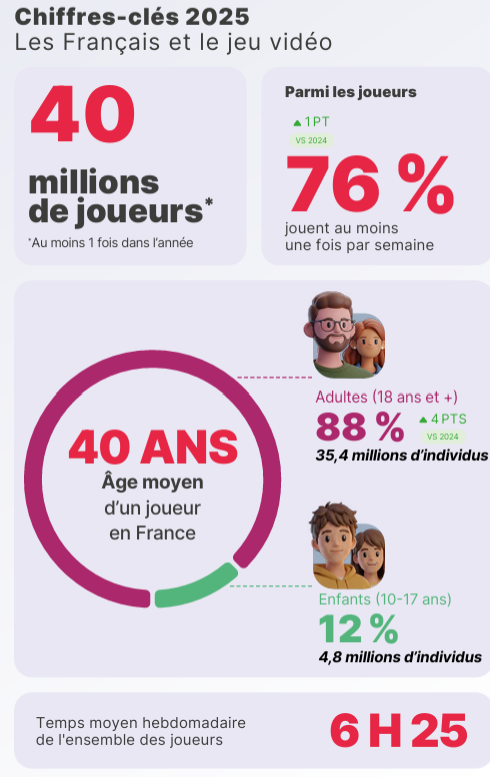 Chiffres-clés 2025
Les Français et le jeu vidéo
40
millions
de joueurs*
*Au moins 1 fois dans l'année
Parmi les joueurs
▲ 1 PT
VS 2024
76 %
jouent au moins
une fois par semaine
40 ANS
Âge moyen
d'un joueur
en France
Adultes (18 ans et +)
88 %
▲ 4 PTS
VS 2024
35,4 millions d'individus
Enfants (10-17 ans)
12 %
4,8 millions d'individus
Temps moyen hebdomadaire
de l'ensemble des joueurs
6 H 25